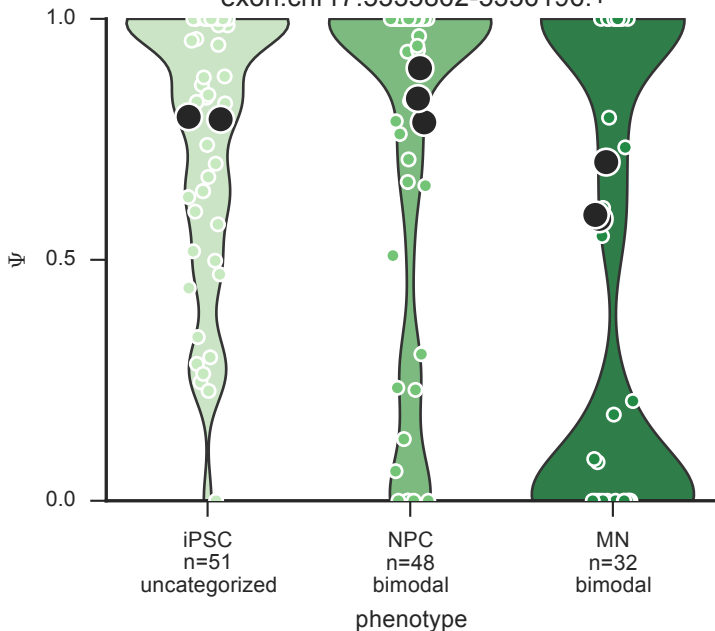 1.0
0.5
0.0
Ψ
iPSC
n=51
uncategorized
NPC
n=48
bimodal
MN
n=32
bimodal
phenotype